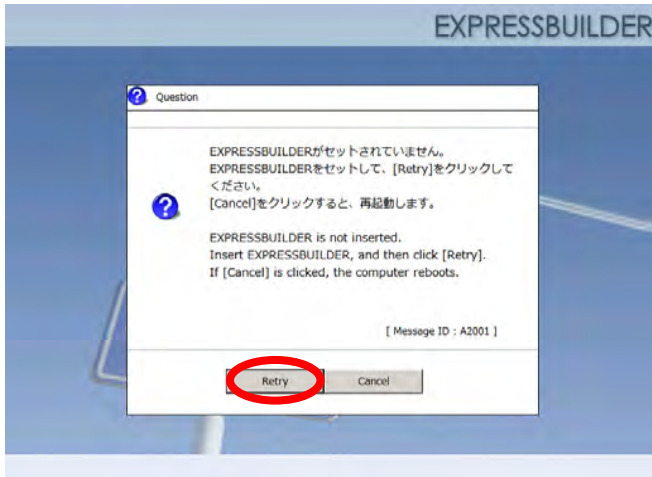 EXPRESSBUILDER
Question
EXPRESSBUILDERがセットされていません。
EXPRESSBUILDERをセットして、[Retry]をクリックして
ください。
[Cancel]をクリックすると、再起動します。
EXPRESSBUILDER is not inserted.
Insert EXPRESSBUILDER, and then click [Retry].
If [Cancel] is clicked, the computer reboots.
[ Message ID : A2001 ]
Retry
Cancel